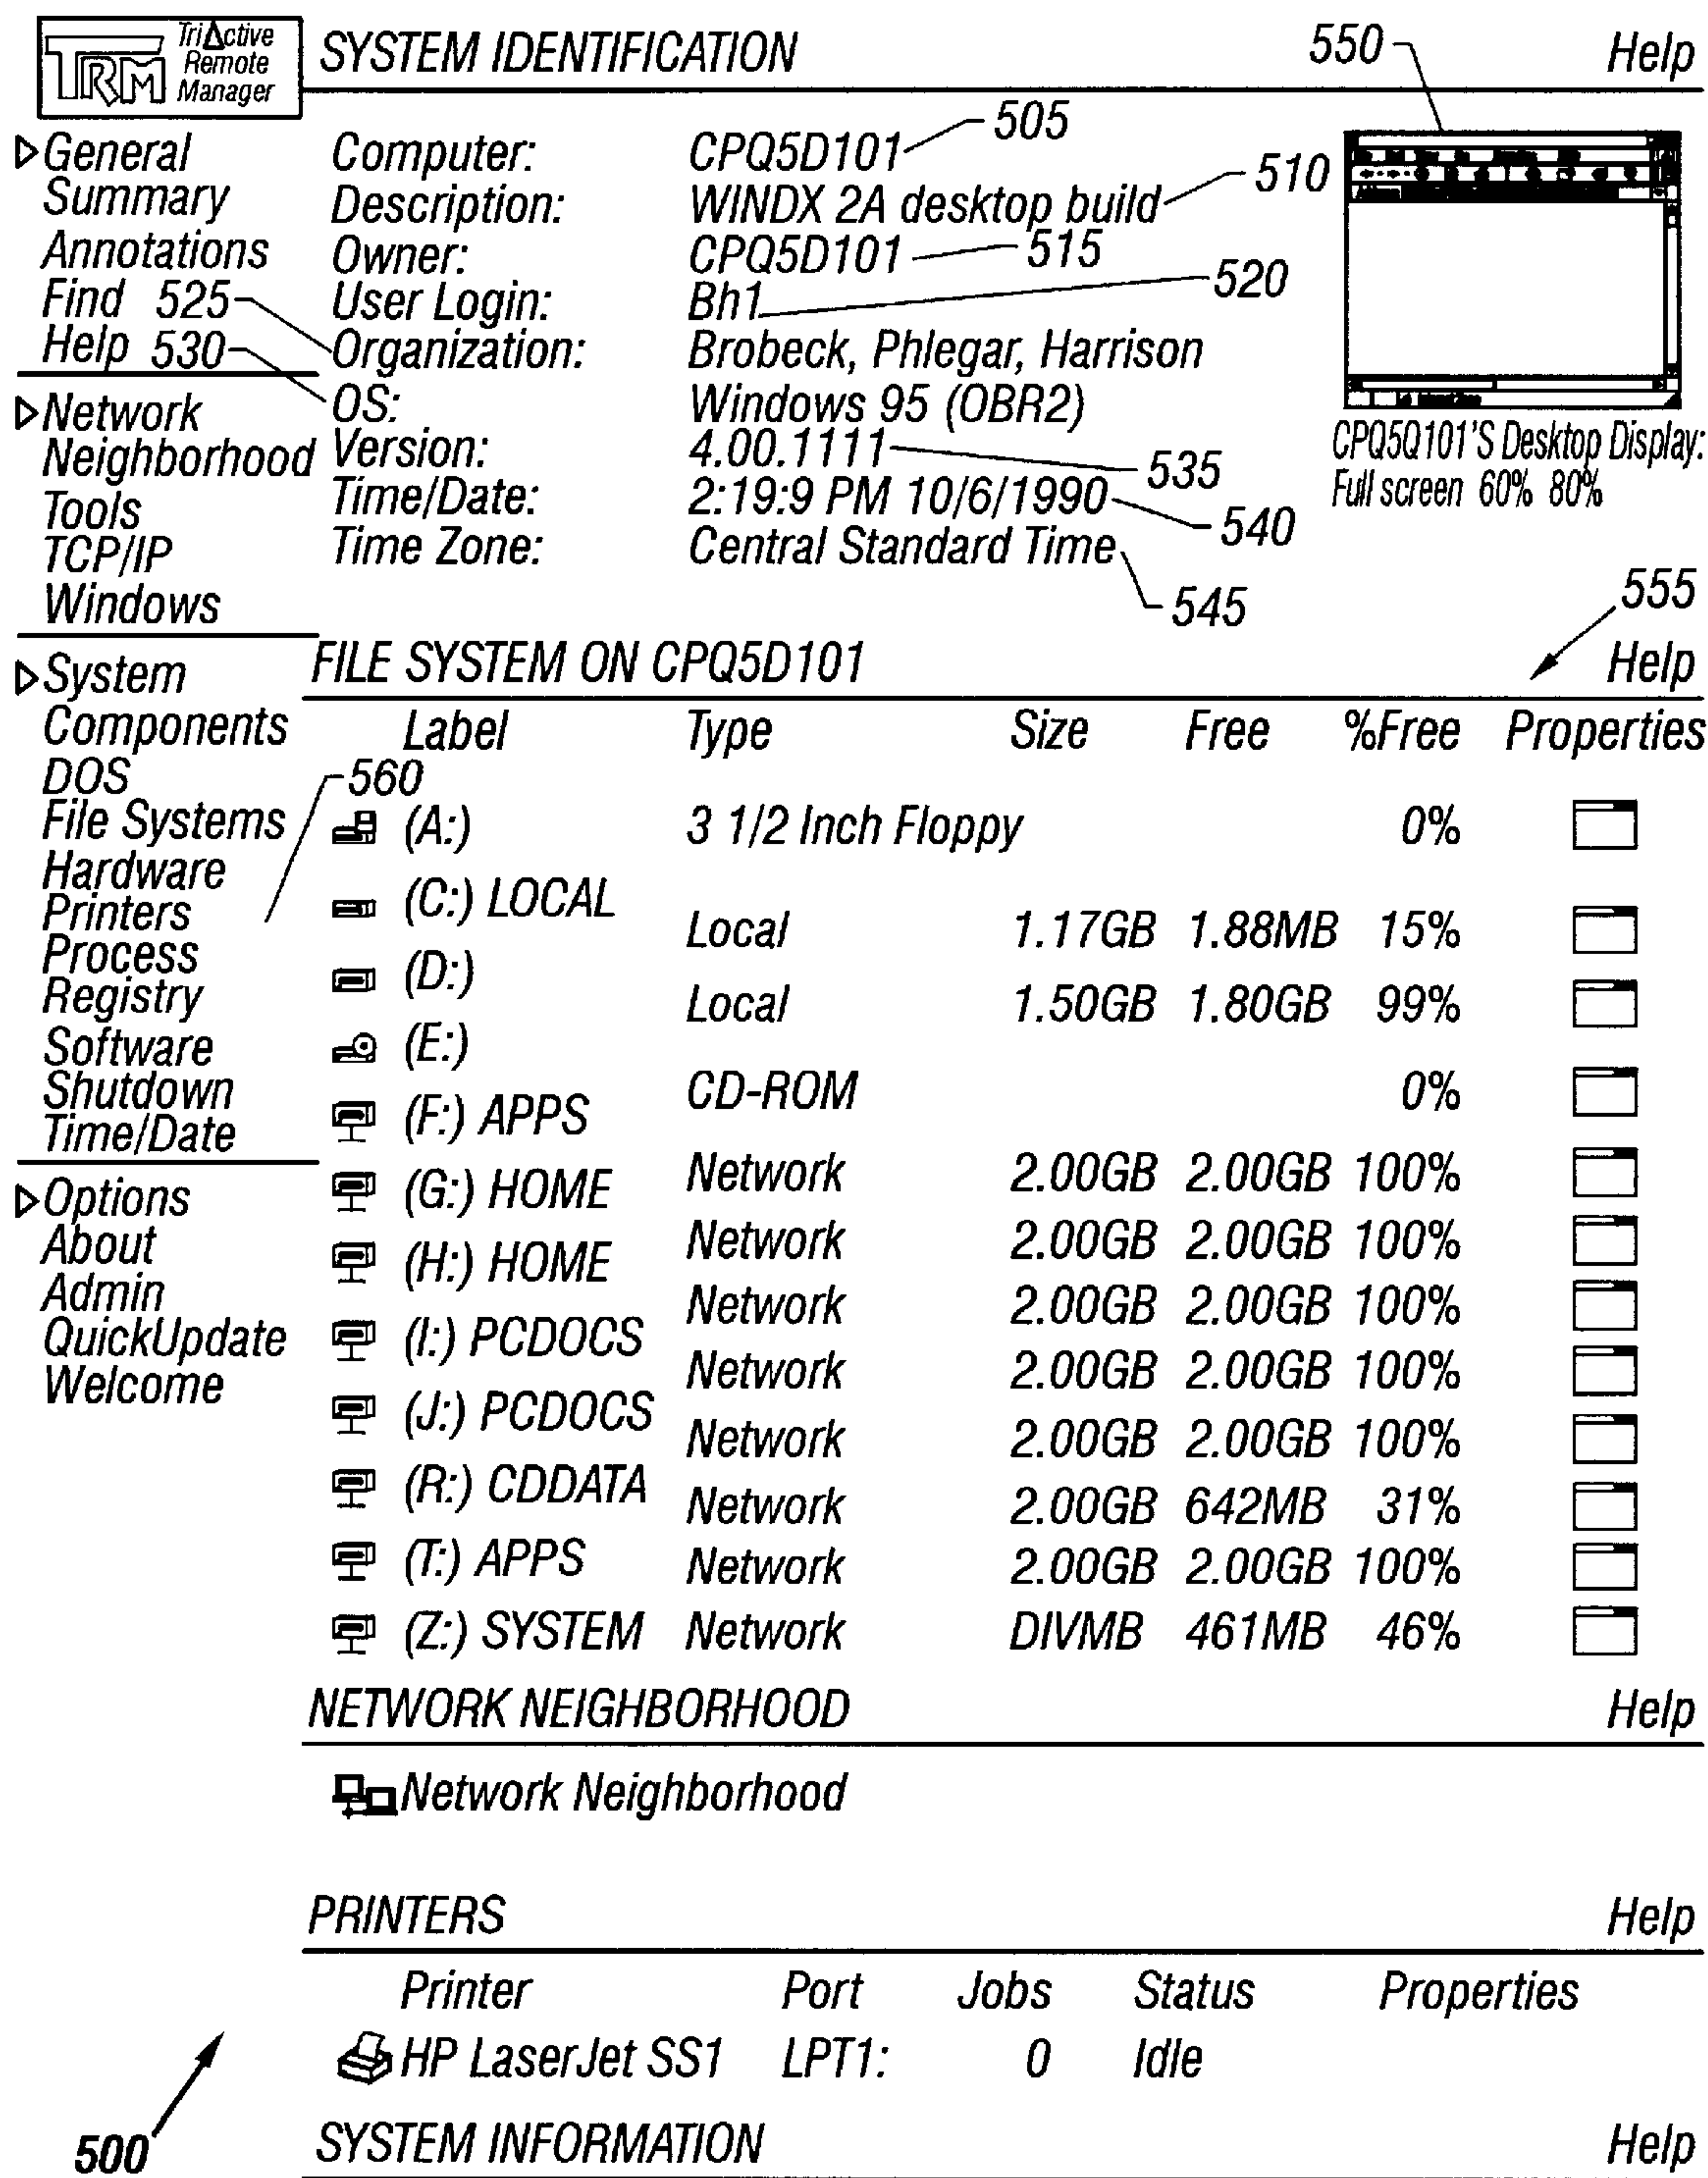 TRM TriΔctive Remote Manager
SYSTEM IDENTIFICATION
550
Help
▷General
Summary
Annotations
Find 525
Help 530
▷Network
Neighborhood
Tools
TCP/IP
Windows
▷System
Components
DOS
File Systems
Hardware
Printers
Process
Registry
Software
Shutdown
Time/Date
▷Options
About
Admin
QuickUpdate
Welcome
Computer: CPQ5D101 505
Description: WINDX 2A desktop build 510
Owner: CPQ5D101 515
User Login: Bh1 520
Organization: Brobeck, Phlegar, Harrison
OS: Windows 95 (OBR2)
Version: 4.00.1111 535
Time/Date: 2:19:9 PM 10/6/1990 540
Time Zone: Central Standard Time 545
CPQ5Q101'S Desktop Display:
Full screen 60% 80%
555
FILE SYSTEM ON CPQ5D101 Help
Label Type Size Free %Free Properties
560
(A:) 3 1/2 Inch Floppy 0%
(C:) LOCAL Local 1.17GB 1.88MB 15%
(D:) Local 1.50GB 1.80GB 99%
(E:) CD-ROM 0%
(F:) APPS Network 2.00GB 2.00GB 100%
(G:) HOME Network 2.00GB 2.00GB 100%
(H:) HOME Network 2.00GB 2.00GB 100%
(I:) PCDOCS Network 2.00GB 2.00GB 100%
(J:) PCDOCS Network 2.00GB 2.00GB 100%
(R:) CDDATA Network 2.00GB 642MB 31%
(T:) APPS Network 2.00GB 2.00GB 100%
(Z:) SYSTEM Network DIVMB 461MB 46%
NETWORK NEIGHBORHOOD Help
Network Neighborhood
PRINTERS Help
Printer Port Jobs Status Properties
HP LaserJet SS1 LPT1: 0 Idle
500
SYSTEM INFORMATION Help